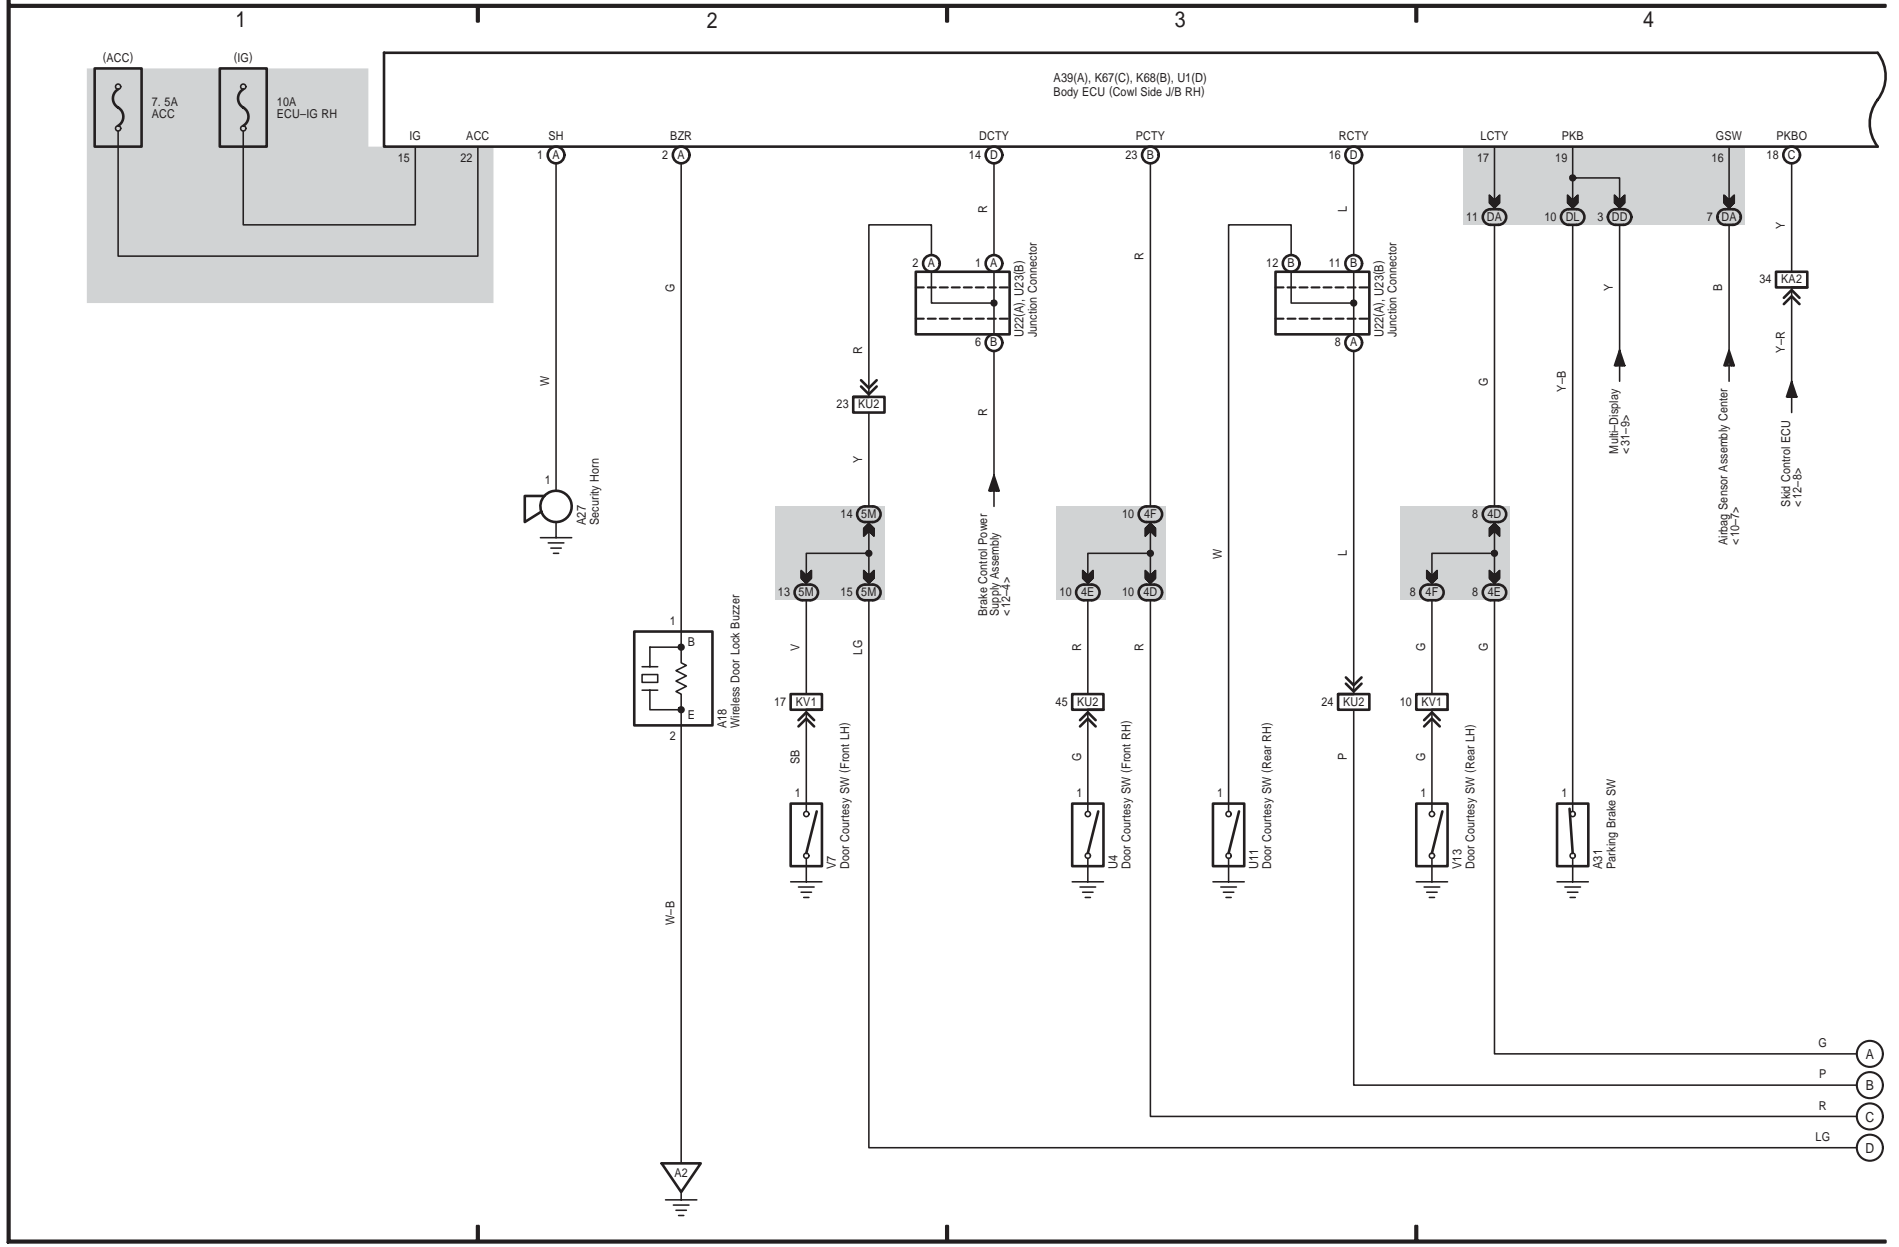 1
2
3
4
(ACC)
(IG)
7. 5A
ACC
10A
ECU–IG RH
A39(A), K67(C), K68(B), U1(D)
Body ECU (Cowl Side J/B RH)
IG
ACC
SH
BZR
DCTY
PCTY
RCTY
LCTY
PKB
GSW
PKBO
15
22
1 A
2 A
14 D
23 B
16 D
17
19
16
18 C
11 DA
10 DL
3 DD
7 DA
R
L
Y
2 A
1 A
U22(A), U23(B)
Junction Connector
R
12 B
11 B
U22(A), U23(B)
Junction Connector
34 KA2
G
Y
B
6 B
8 A
R
Y–R
W
R
G
Y–B
23 KU2
Multi–Display
<31–9>
Airbag Sensor Assembly Center
<10–7>
Skid Control ECU
<12–8>
Y
1
A27
Security Horn
14 5M
10 4F
8 4D
Brake Control Power
Supply Assembly
<12–4>
W
L
13 5M
15 5M
10 4E
10 4D
8 4F
8 4E
1
B
E
2
A18
Wireless Door Lock Buzzer
V
LG
R
R
G
G
17 KV1
45 KU2
24 KU2
10 KV1
SB
G
P
G
1
V7
Door Courtesy SW (Front LH)
1
U4
Door Courtesy SW (Front RH)
1
U11
Door Courtesy SW (Rear RH)
1
V13
Door Courtesy SW (Rear LH)
1
A31
Parking Brake SW
W–B
G
A
P
B
R
C
LG
D
A2